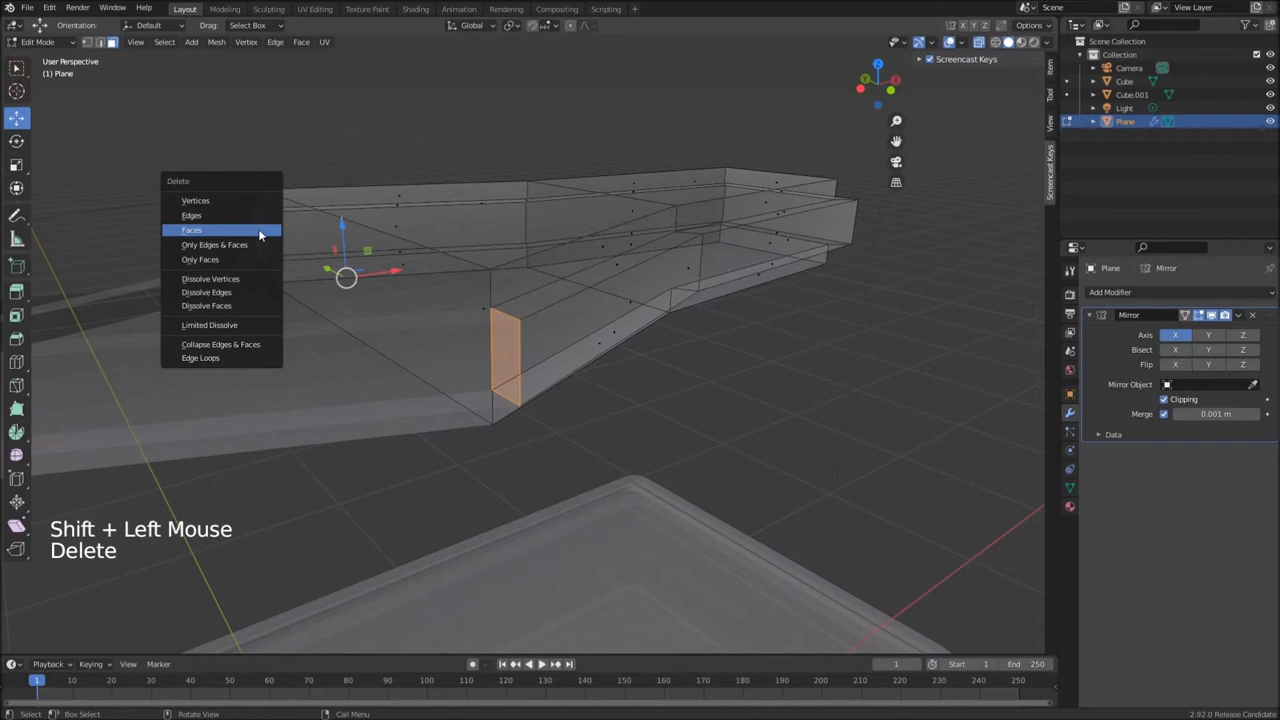 File Edit Render Window Help Layout Modeling Sculpting UV Editing Texture Paint Shading Animation Rendering Compositing Scripting + Scene View Layer
Orientation: Default Drag: Select Box Global Options
Edit Mode View Select Add Mesh Vertex Edge Face UV X Y Z
User Perspective
(1) Plane
Screencast Keys
Z
Y
X
Item
Tool
View
Screencast Keys
Scene Collection
Collection
Camera
Cube
Cube.001
Light
Plane
Delete
Vertices
Edges
Faces
Only Edges & Faces
Only Faces
Dissolve Vertices
Dissolve Edges
Dissolve Faces
Limited Dissolve
Collapse Edges & Faces
Edge Loops
Plane Mirror
Add Modifier
Mirror
Axis X Y Z
Bisect X Y Z
Flip X Y Z
Mirror Object
Clipping
Merge 0.001 m
Data
Shift + Left Mouse
Delete
Playback Keying View Marker 1 Start 1 End 250
1 10 20 30 40 50 60 70 80 90 100 110 120 130 140 150 160 170 180 190 200 210 220 230 240 250
Select Box Select Rotate View Call Menu 2.92.0 Release Candidate